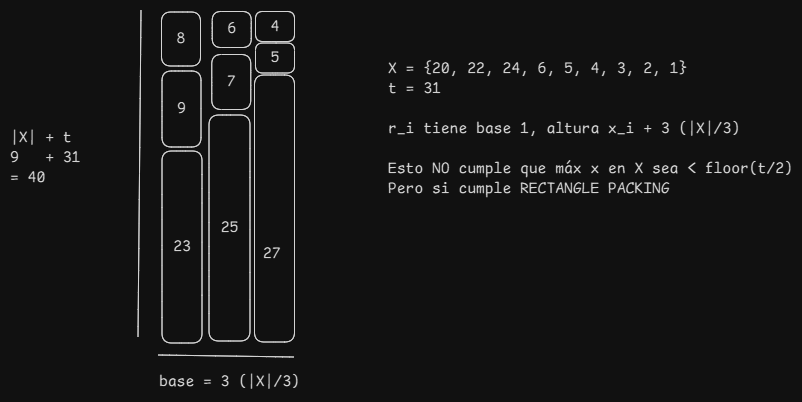 8
6
4
5
7
9
23
25
27
|X| + t
9 + 31
= 40
base = 3 (|X|/3)
X = {20, 22, 24, 6, 5, 4, 3, 2, 1}
t = 31
r_i tiene base 1, altura x_i + 3 (|X|/3)
Esto NO cumple que máx x en X sea < floor(t/2)
Pero si cumple RECTANGLE PACKING